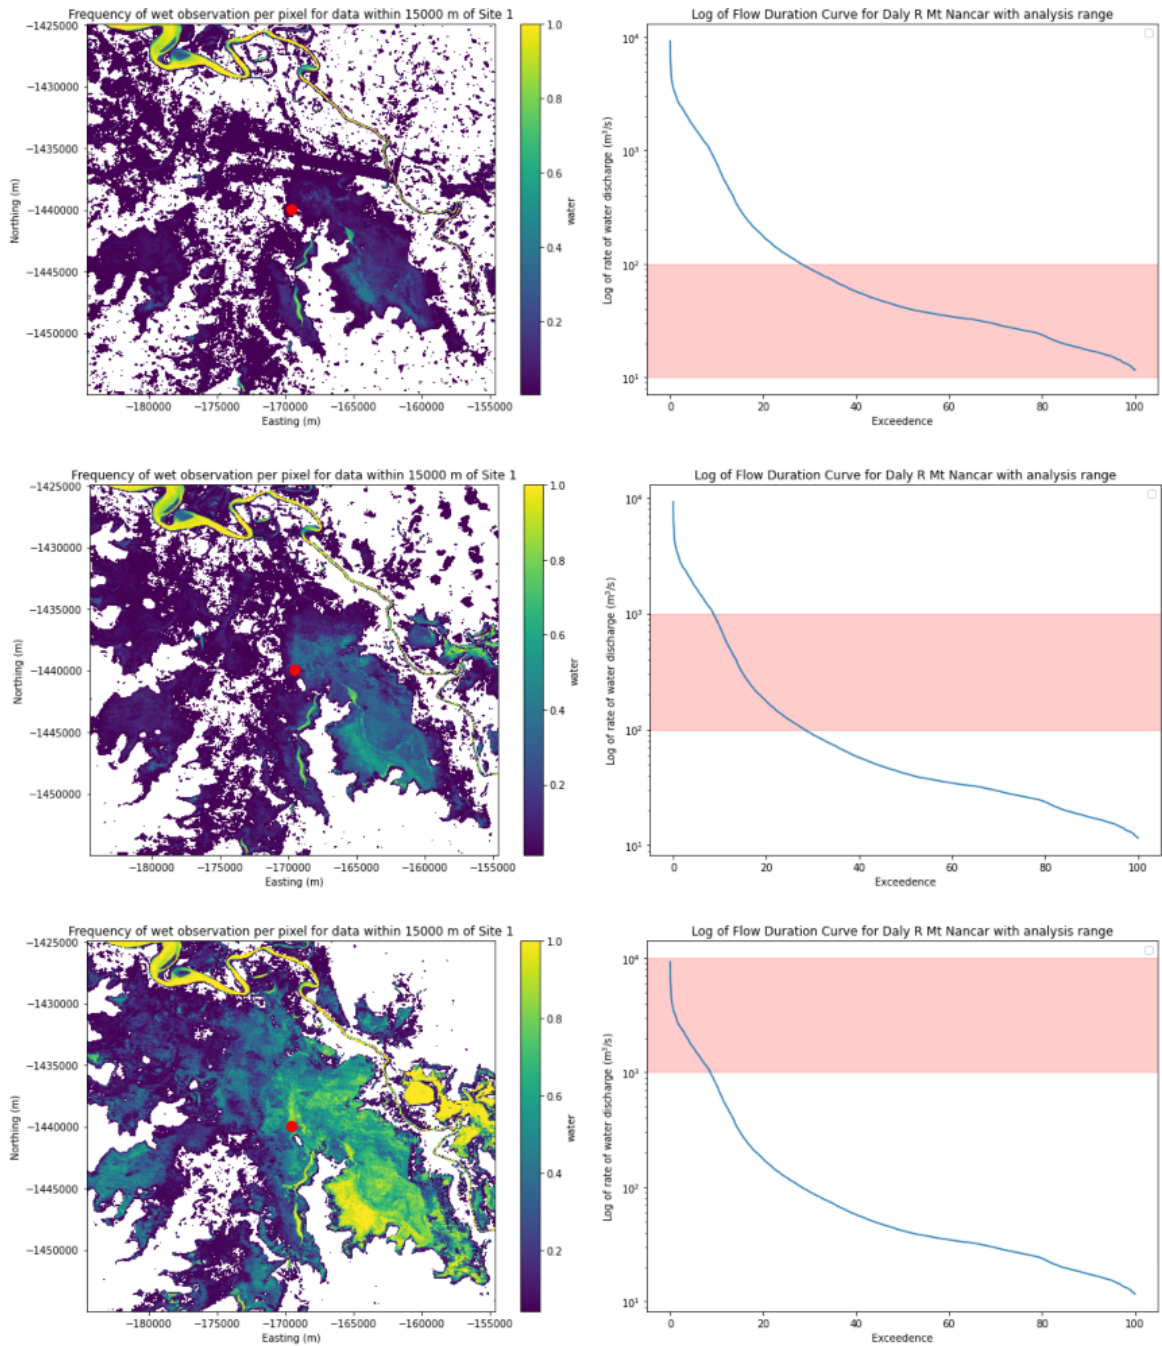 Frequency of wet observation per pixel for data within 15000 m of Site 1
−1425000
−1430000
−1435000
−1440000
−1445000
−1450000
Northing (m)
−180000 −175000 −170000 −165000 −160000 −155000
Easting (m)
1.0
0.8
0.6
0.4
0.2
water
Log of Flow Duration Curve for Daly R Mt Nancar with analysis range
10⁴
10³
10²
10¹
Log of rate of water discharge (m³/s)
0 20 40 60 80 100
Exceedence
Frequency of wet observation per pixel for data within 15000 m of Site 1
−1425000
−1430000
−1435000
−1440000
−1445000
−1450000
Northing (m)
−180000 −175000 −170000 −165000 −160000 −155000
Easting (m)
1.0
0.8
0.6
0.4
0.2
water
Log of Flow Duration Curve for Daly R Mt Nancar with analysis range
10⁴
10³
10²
10¹
Log of rate of water discharge (m³/s)
0 20 40 60 80 100
Exceedence
Frequency of wet observation per pixel for data within 15000 m of Site 1
−1425000
−1430000
−1435000
−1440000
−1445000
−1450000
Northing (m)
−180000 −175000 −170000 −165000 −160000 −155000
Easting (m)
1.0
0.8
0.6
0.4
0.2
water
Log of Flow Duration Curve for Daly R Mt Nancar with analysis range
10⁴
10³
10²
10¹
Log of rate of water discharge (m³/s)
0 20 40 60 80 100
Exceedence